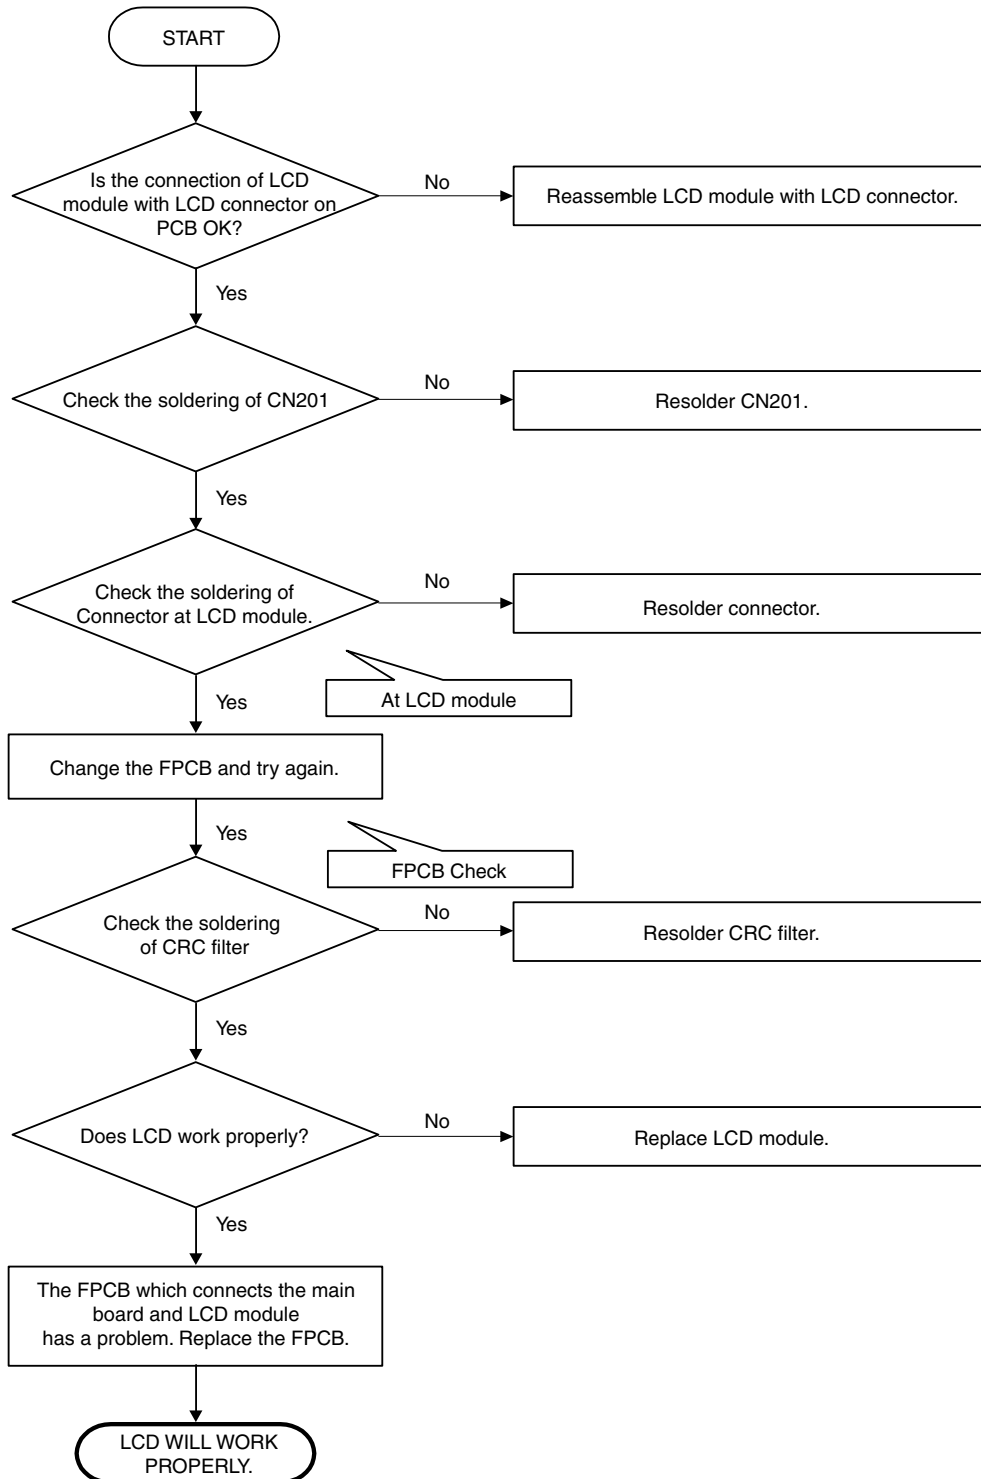 START
Is the connection of LCD
module with LCD connector on
PCB OK?
No
Reassemble LCD module with LCD connector.
Yes
Check the soldering of CN201
No
Resolder CN201.
Yes
Check the soldering of
Connector at LCD module.
No
Resolder connector.
At LCD module
Yes
Change the FPCB and try again.
Yes
FPCB Check
Check the soldering
of CRC filter
No
Resolder CRC filter.
Yes
Does LCD work properly?
No
Replace LCD module.
Yes
The FPCB which connects the main
board and LCD module
has a problem. Replace the FPCB.
LCD WILL WORK
PROPERLY.